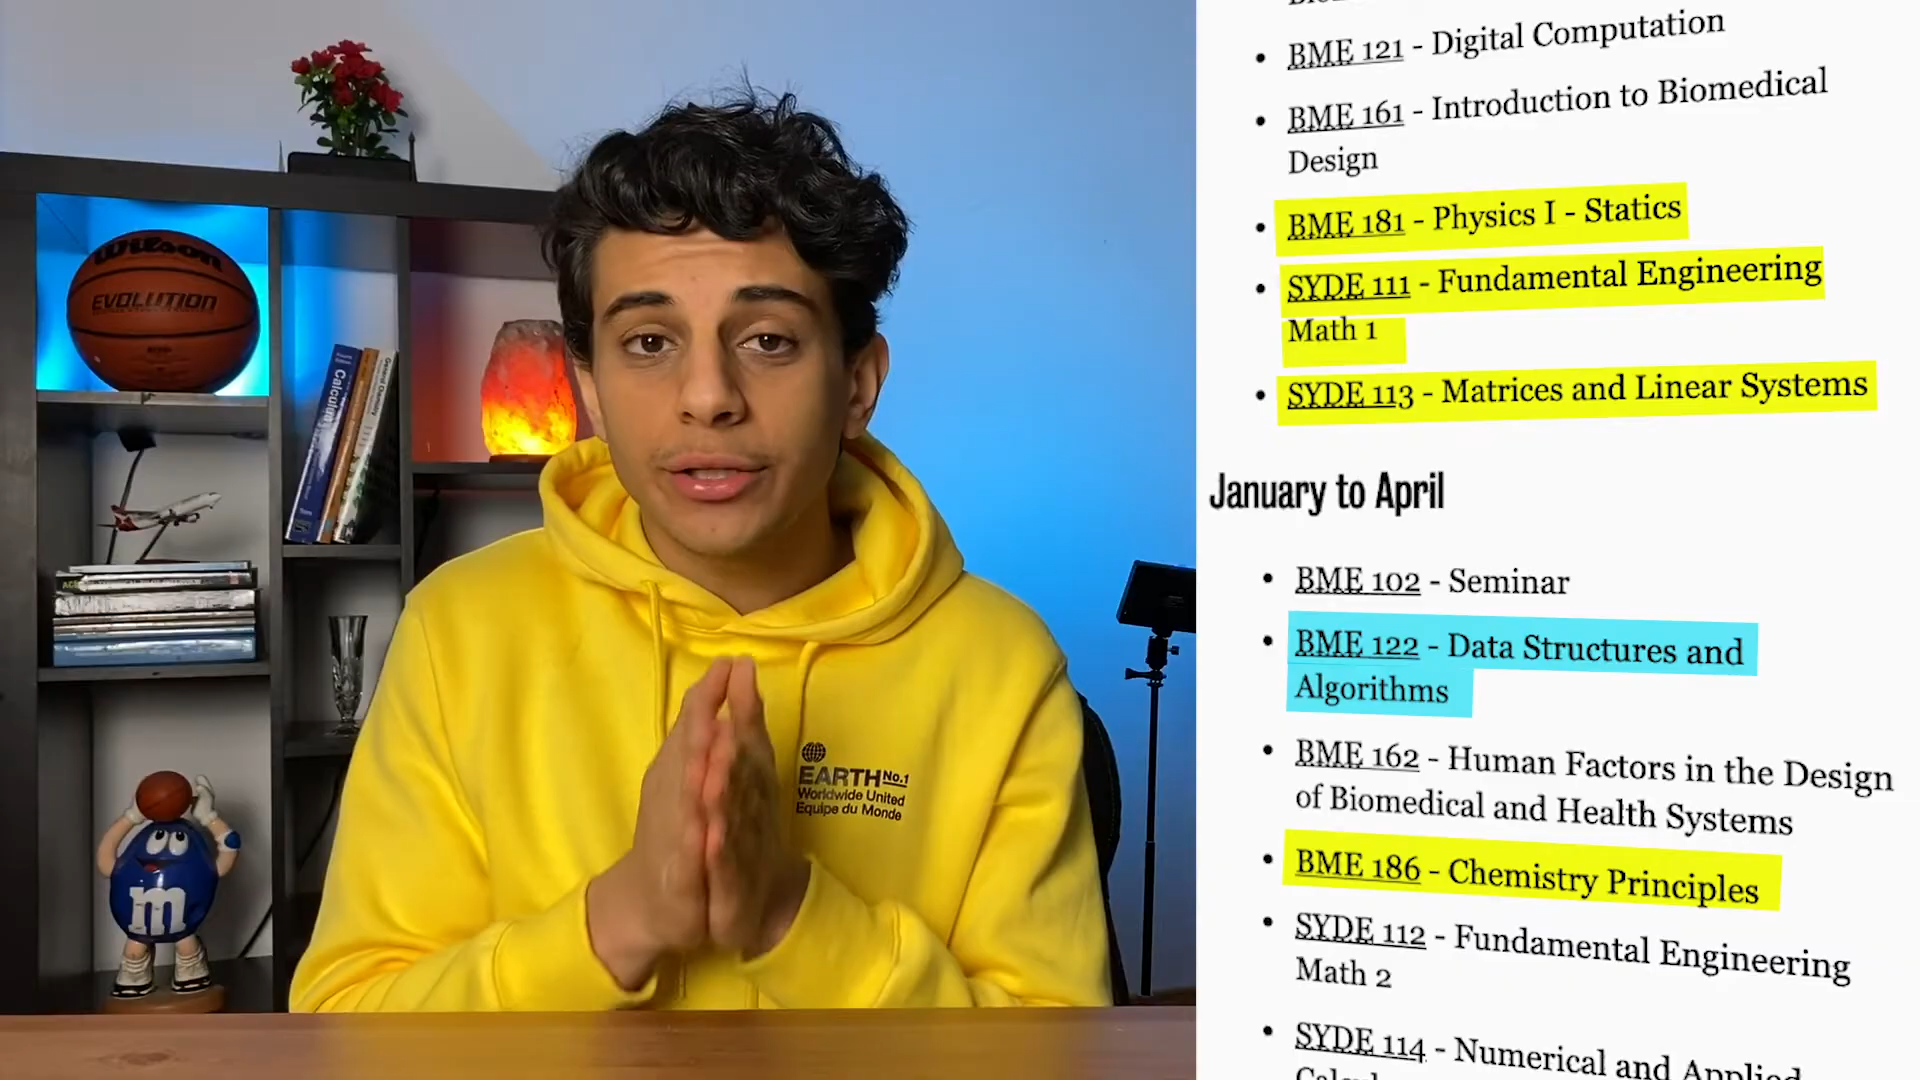 BME 121 - Digital Computation
BME 161 - Introduction to Biomedical
Design
BME 181 - Physics I - Statics
SYDE 111 - Fundamental Engineering
Math 1
SYDE 113 - Matrices and Linear Systems
January to April
BME 102 - Seminar
BME 122 - Data Structures and
Algorithms
BME 162 - Human Factors in the Design
of Biomedical and Health Systems
BME 186 - Chemistry Principles
SYDE 112 - Fundamental Engineering
Math 2
SYDE 114 - Numerical and Applied
Wilson
EVOLUTION
Calculus
General Chemistry
m
EARTH No.1
Worldwide United
Equipe du Monde